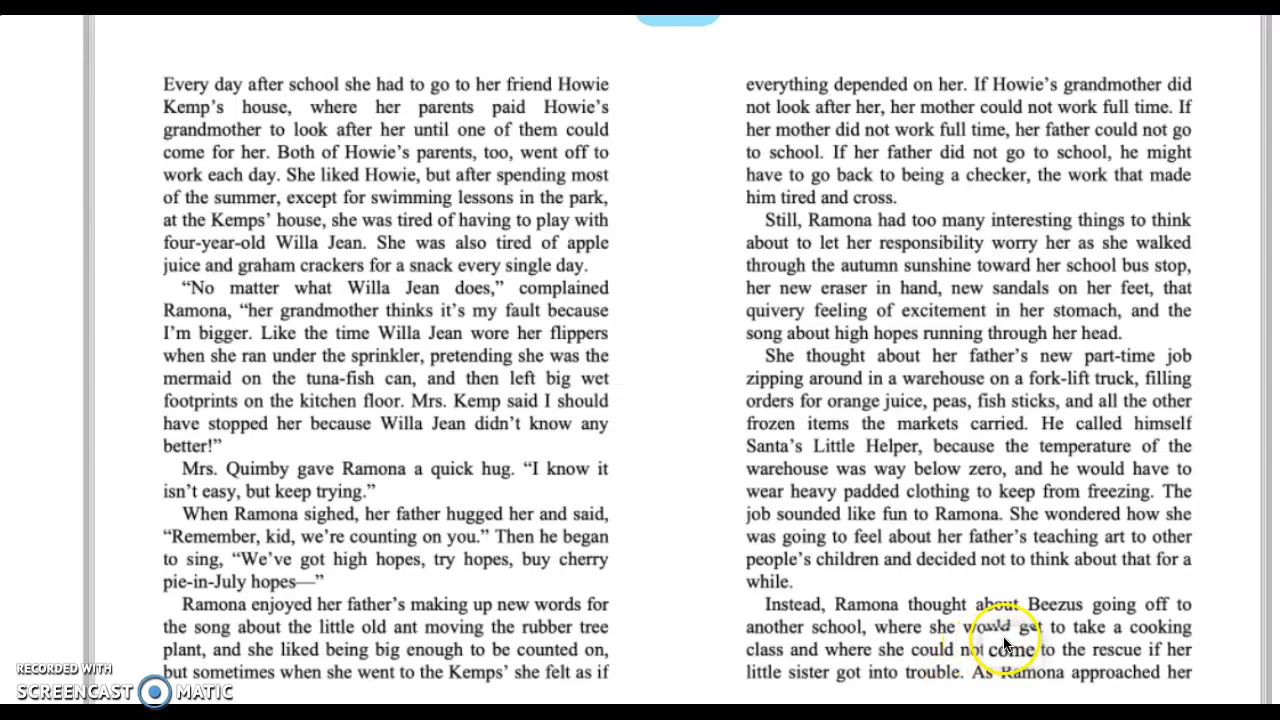 Every day after school she had to go to her friend Howie
Kemp's house, where her parents paid Howie's
grandmother to look after her until one of them could
come for her. Both of Howie's parents, too, went off to
work each day. She liked Howie, but after spending most
of the summer, except for swimming lessons in the park,
at the Kemps' house, she was tired of having to play with
four-year-old Willa Jean. She was also tired of apple
juice and graham crackers for a snack every single day.
“No matter what Willa Jean does,” complained
Ramona, “her grandmother thinks it's my fault because
I'm bigger. Like the time Willa Jean wore her flippers
when she ran under the sprinkler, pretending she was the
mermaid on the tuna-fish can, and then left big wet
footprints on the kitchen floor. Mrs. Kemp said I should
have stopped her because Willa Jean didn't know any
better!”
Mrs. Quimby gave Ramona a quick hug. “I know it
isn't easy, but keep trying.”
When Ramona sighed, her father hugged her and said,
“Remember, kid, we're counting on you.” Then he began
to sing, “We've got high hopes, try hopes, buy cherry
pie-in-July hopes—”
Ramona enjoyed her father's making up new words for
the song about the little old ant moving the rubber tree
plant, and she liked being big enough to be counted on,
but sometimes when she went to the Kemps' she felt as if
everything depended on her. If Howie's grandmother did
not look after her, her mother could not work full time. If
her mother did not work full time, her father could not go
to school. If her father did not go to school, he might
have to go back to being a checker, the work that made
him tired and cross.
Still, Ramona had too many interesting things to think
about to let her responsibility worry her as she walked
through the autumn sunshine toward her school bus stop,
her new eraser in hand, new sandals on her feet, that
quivery feeling of excitement in her stomach, and the
song about high hopes running through her head.
She thought about her father's new part-time job
zipping around in a warehouse on a fork-lift truck, filling
orders for orange juice, peas, fish sticks, and all the other
frozen items the markets carried. He called himself
Santa's Little Helper, because the temperature of the
warehouse was way below zero, and he would have to
wear heavy padded clothing to keep from freezing. The
job sounded like fun to Ramona. She wondered how she
was going to feel about her father's teaching art to other
people's children and decided not to think about that for a
while.
Instead, Ramona thought about Beezus going off to
another school, where she would get to take a cooking
class and where she could not come to the rescue if her
little sister got into trouble. As Ramona approached her
RECORDED WITH
SCREENCAST MATIC